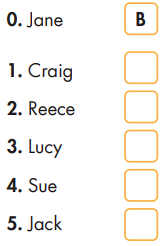 0. Jane B
1. Craig
2. Reece
3. Lucy
4. Sue
5. Jack